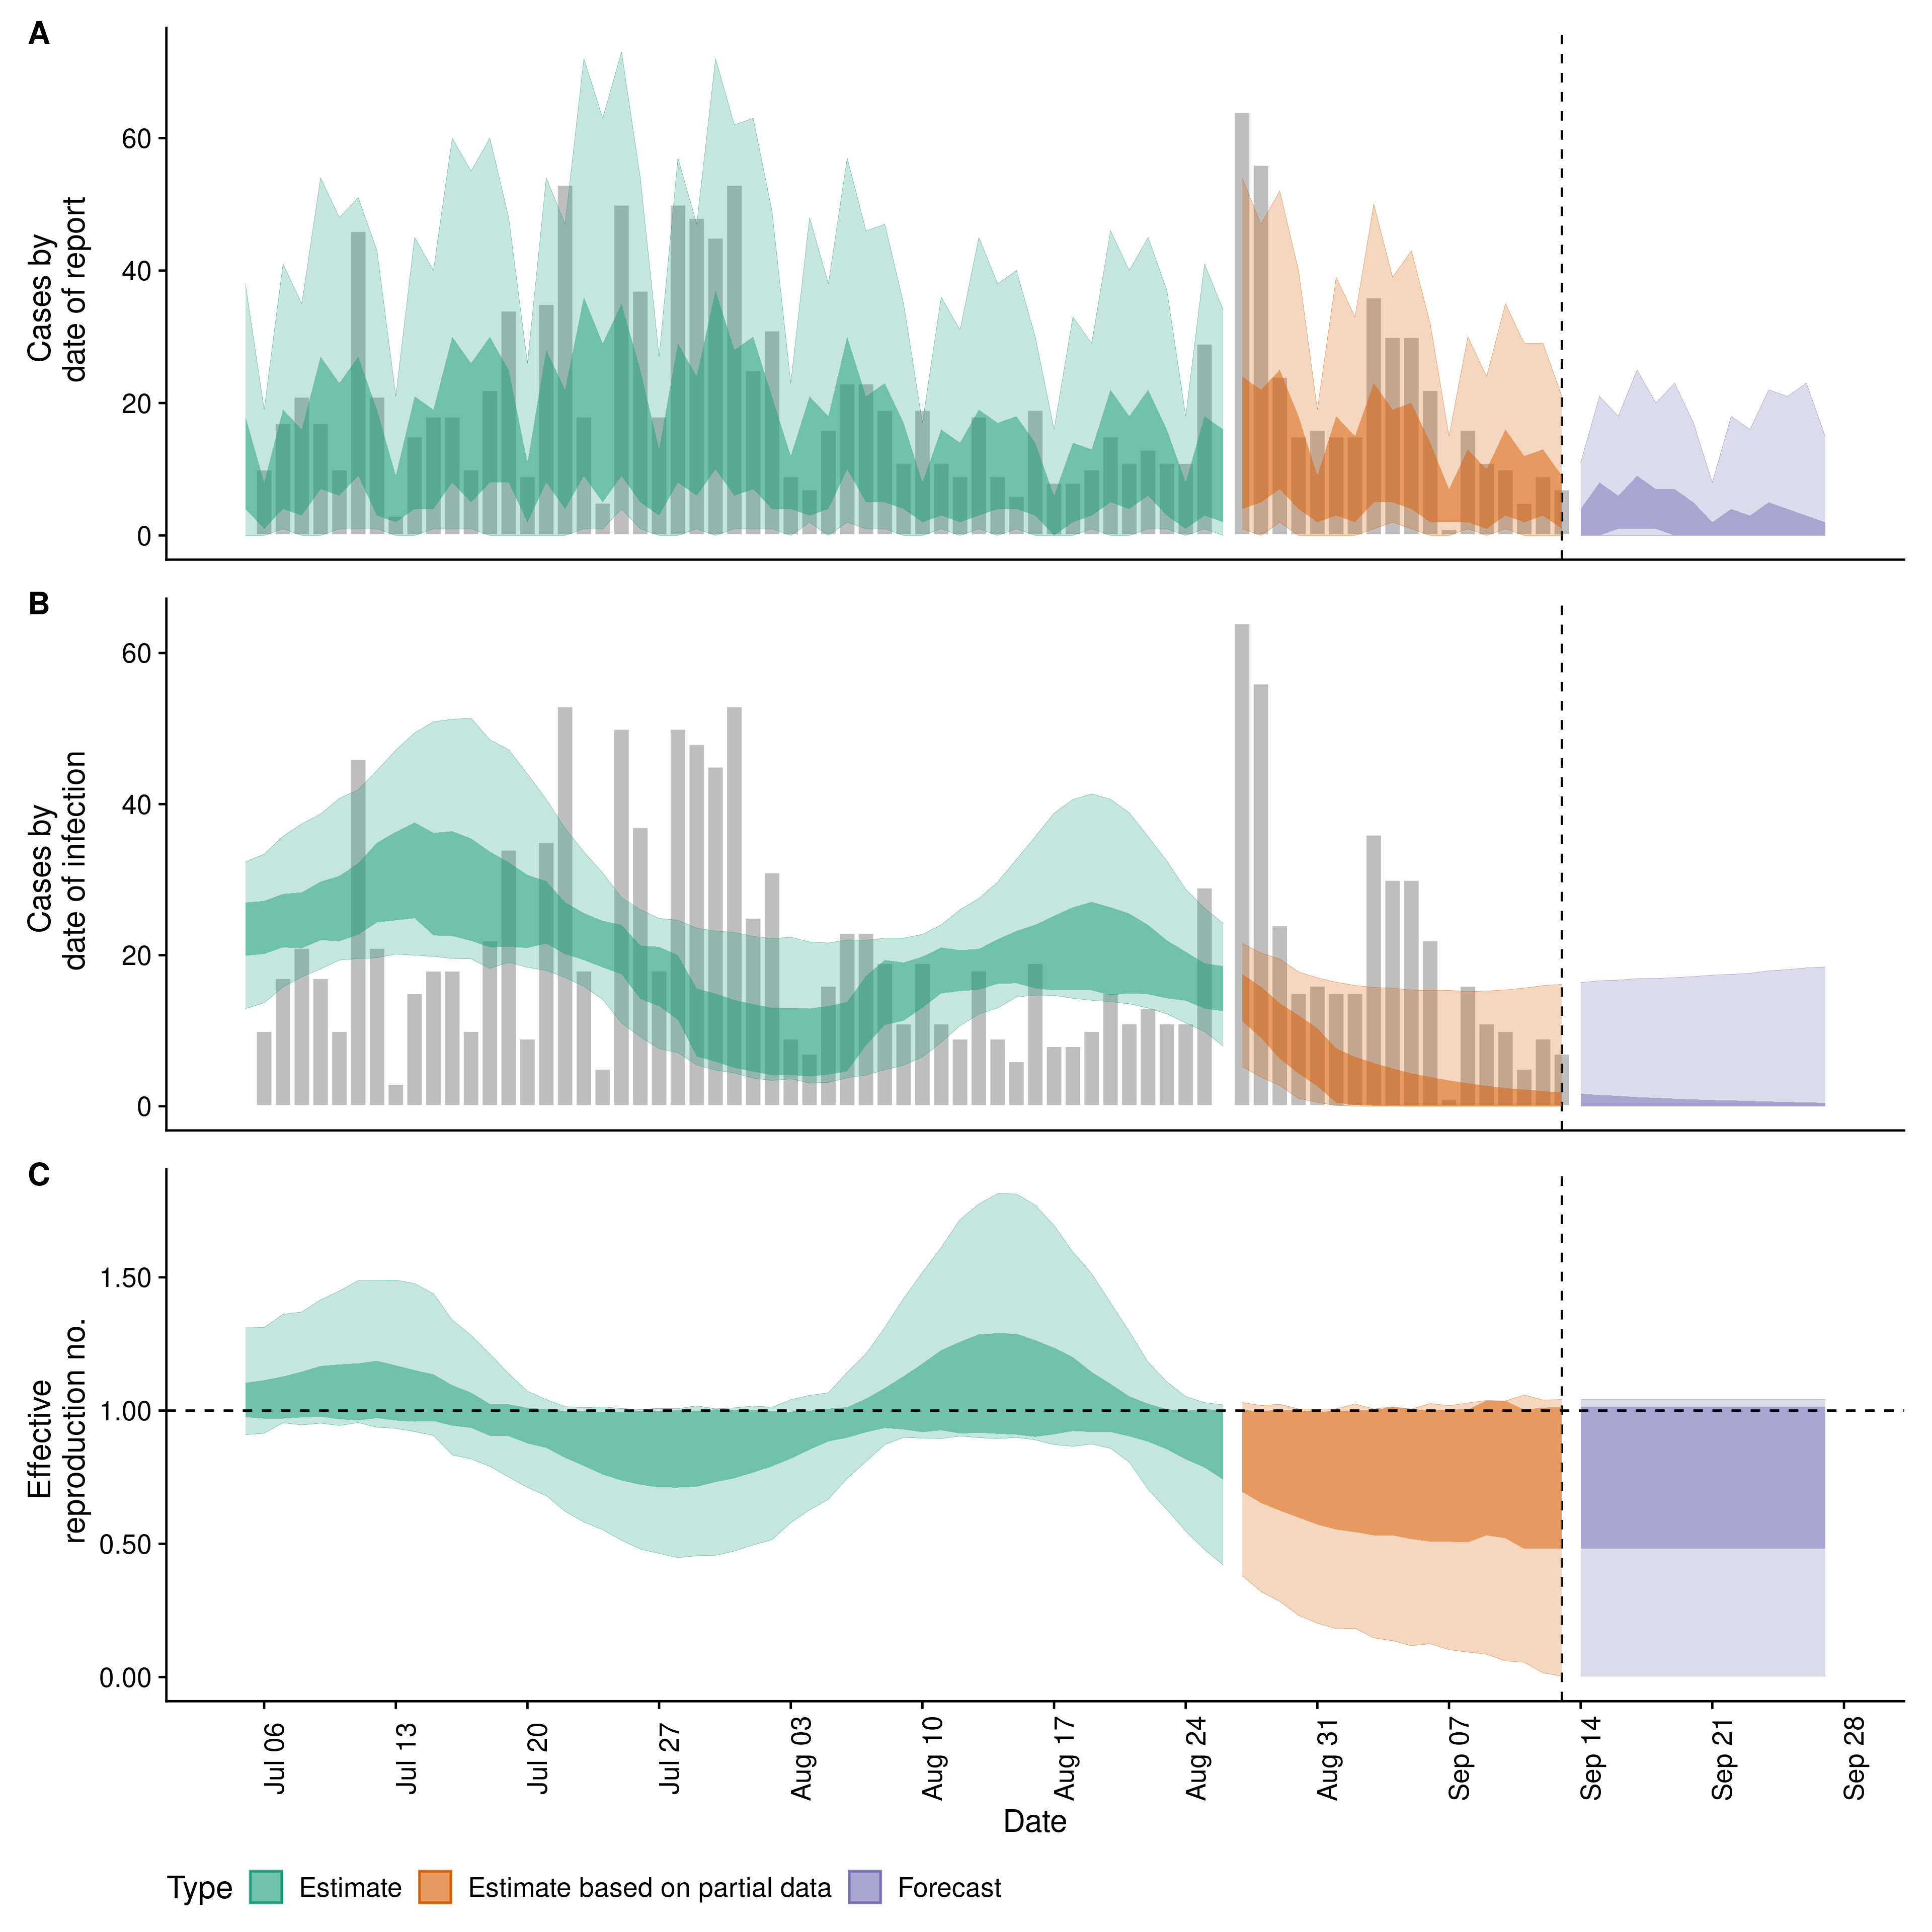 A
Cases by
date of report
60
40
20
0
B
Cases by
date of infection
60
40
20
0
C
Effective
reproduction no.
1.50
1.00
0.50
0.00
Jul 06
Jul 13
Jul 20
Jul 27
Aug 03
Aug 10
Aug 17
Aug 24
Aug 31
Sep 07
Sep 14
Sep 21
Sep 28
Date
Type Estimate Estimate based on partial data Forecast